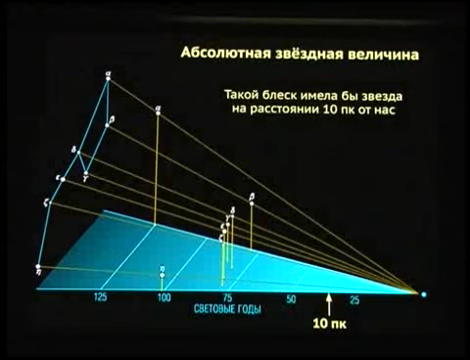 Абсолютная звёздная величина
Такой блеск имела бы звезда
на расстоянии 10 пк от нас
α
α
β
δ
γ
ε
ζ
β
δ
γ
ε
ζ
η
η
125
100
75
50
25
СВЕТОВЫЕ ГОДЫ
10 пк